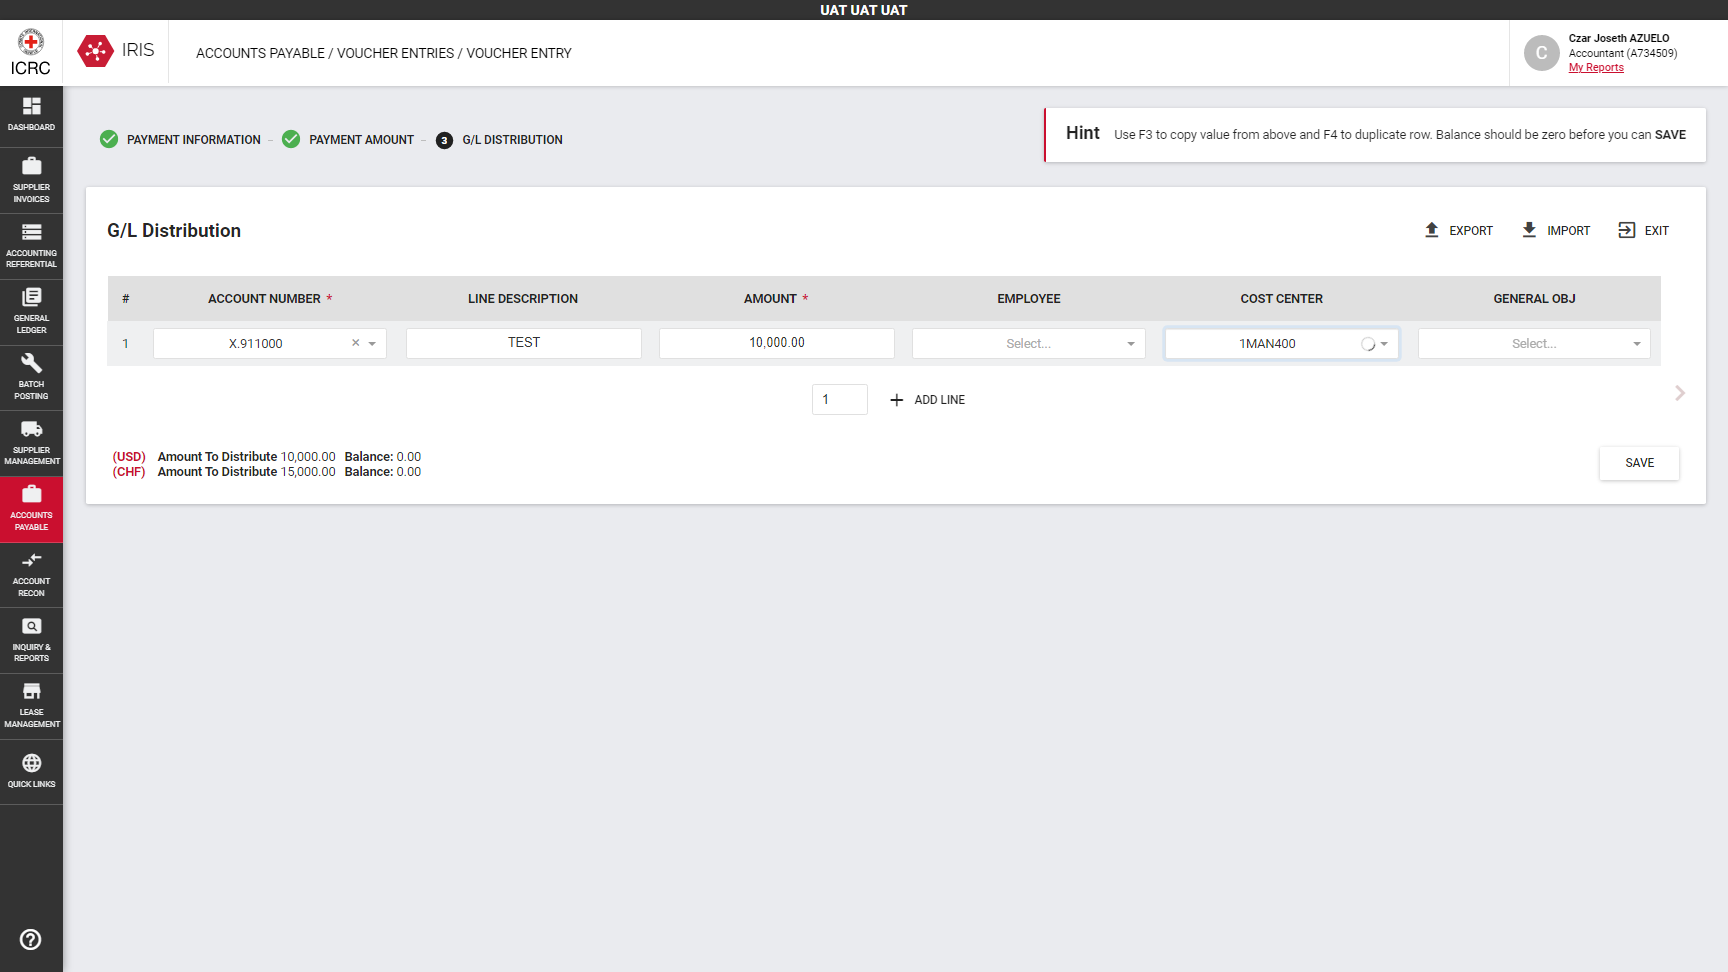 UAT UAT UAT
ICRC
IRIS
ACCOUNTS PAYABLE / VOUCHER ENTRIES / VOUCHER ENTRY
C
Czar Joseth AZUELO
Accountant (A734509)
My Reports
DASHBOARD
SUPPLIER
INVOICES
ACCOUNTING
REFERENTIAL
GENERAL
LEDGER
BATCH
POSTING
SUPPLIER
MANAGEMENT
ACCOUNTS
PAYABLE
ACCOUNT
RECON
INQUIRY &
REPORTS
LEASE
MANAGEMENT
QUICK LINKS
PAYMENT INFORMATION – PAYMENT AMOUNT – 3 G/L DISTRIBUTION
Hint Use F3 to copy value from above and F4 to duplicate row. Balance should be zero before you can SAVE
G/L Distribution
EXPORT IMPORT EXIT
# ACCOUNT NUMBER * LINE DESCRIPTION AMOUNT * EMPLOYEE COST CENTER GENERAL OBJ
1 X.911000 × TEST 10,000.00 Select... 1MAN400 Select...
1 + ADD LINE
(USD) Amount To Distribute 10,000.00 Balance: 0.00
(CHF) Amount To Distribute 15,000.00 Balance: 0.00
SAVE